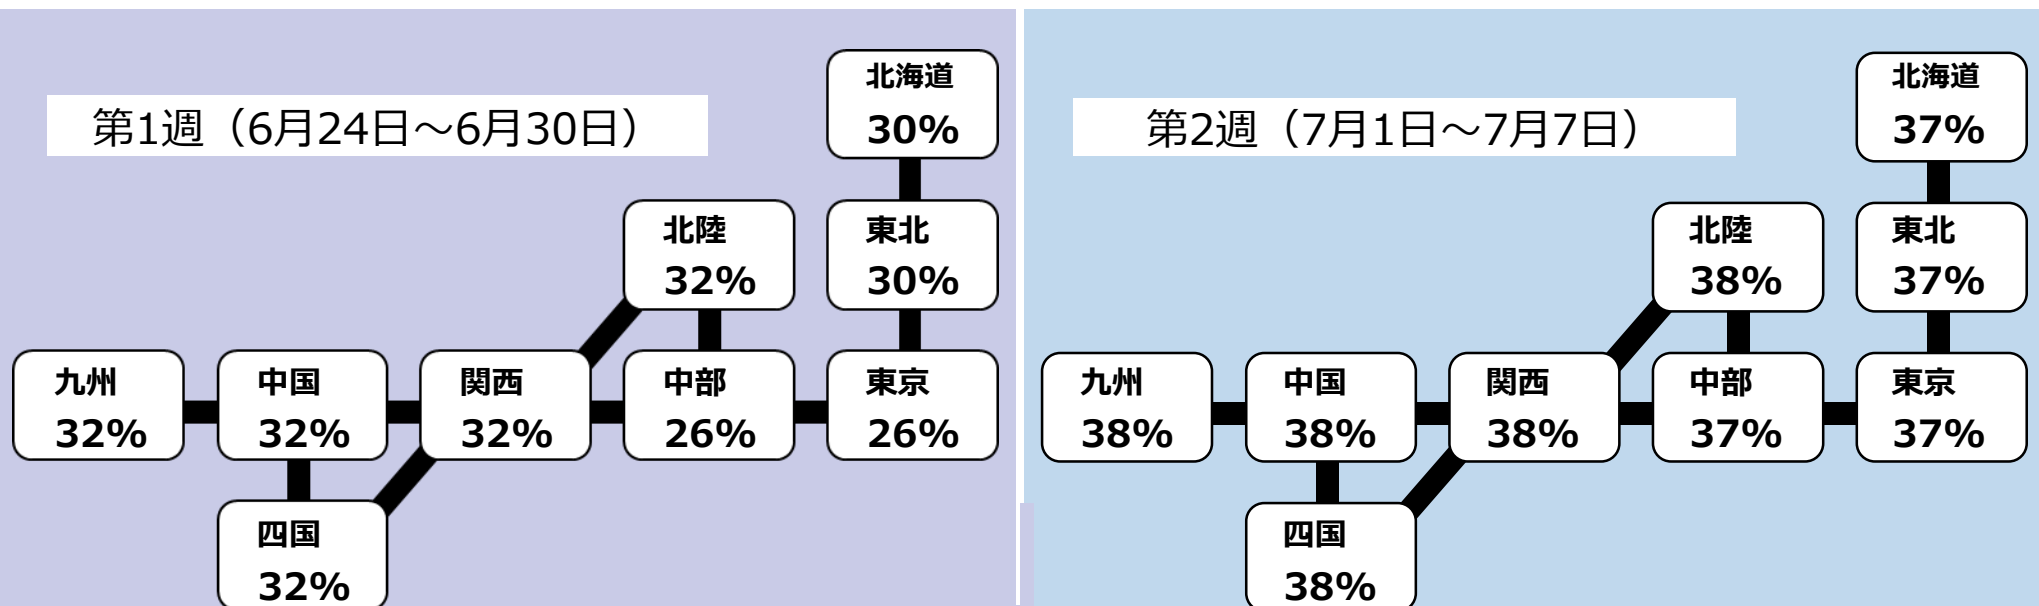 第1週（6月24日～6月30日）
北海道
30%
北陸
32%
東北
30%
九州
32%
中国
32%
関西
32%
中部
26%
東京
26%
四国
32%
第2週（7月1日～7月7日）
北海道
37%
北陸
38%
東北
37%
九州
38%
中国
38%
関西
38%
中部
37%
東京
37%
四国
38%